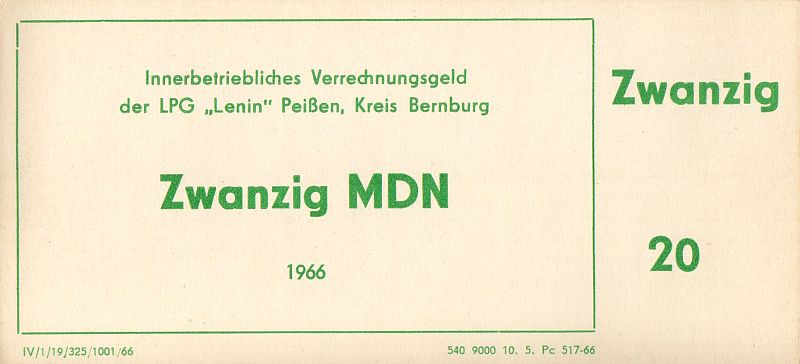 Innerbetriebliches Verrechnungsgeld
der LPG „Lenin“ Peißen, Kreis Bernburg
Zwanzig MDN
1966
Zwanzig
20
IV/1/19/325/1001/66
540 9000 10. 5. Pc 517-66